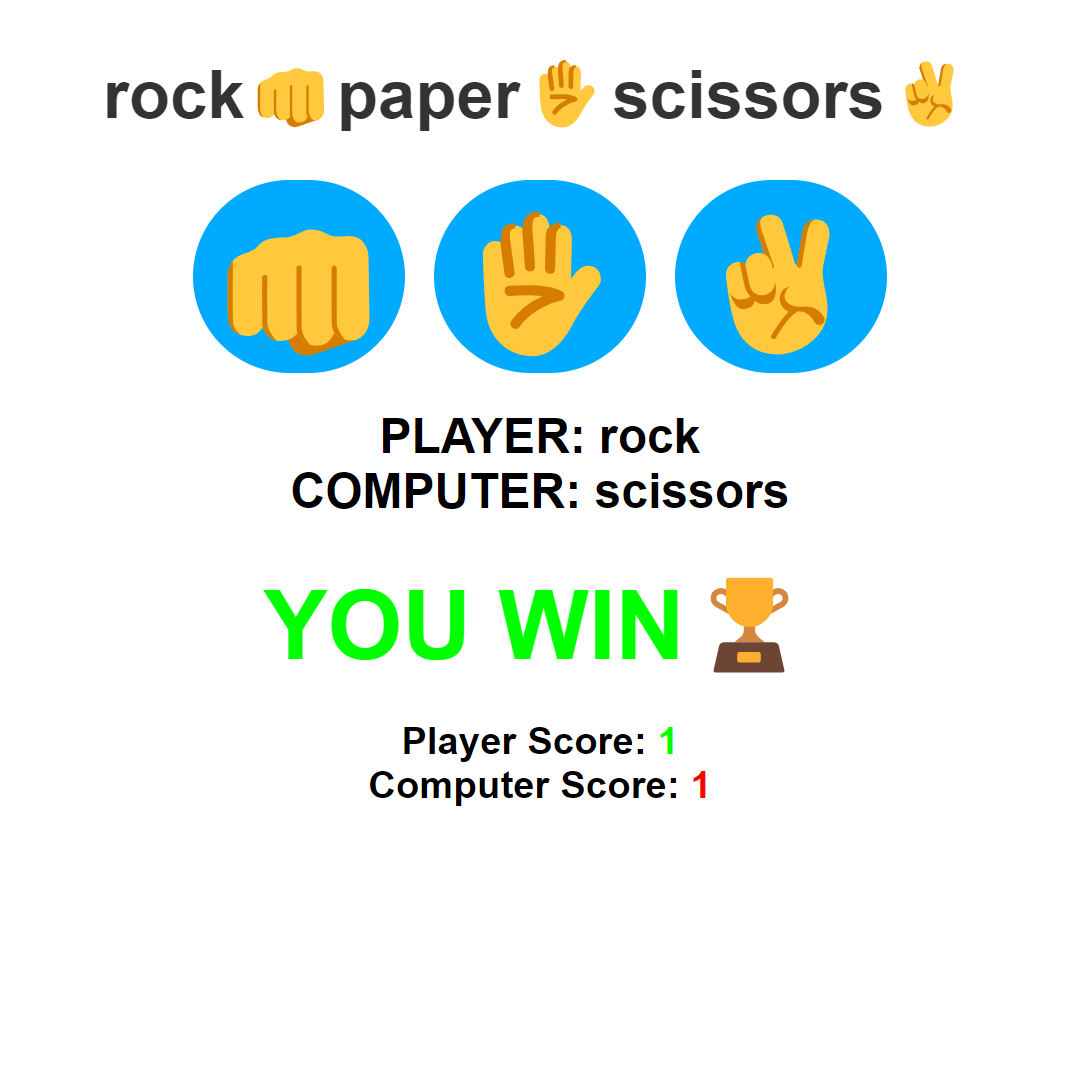 rock👊paper✋scissors✌
PLAYER: rock
COMPUTER: scissors
YOU WIN🏆
Player Score: 1
Computer Score: 1